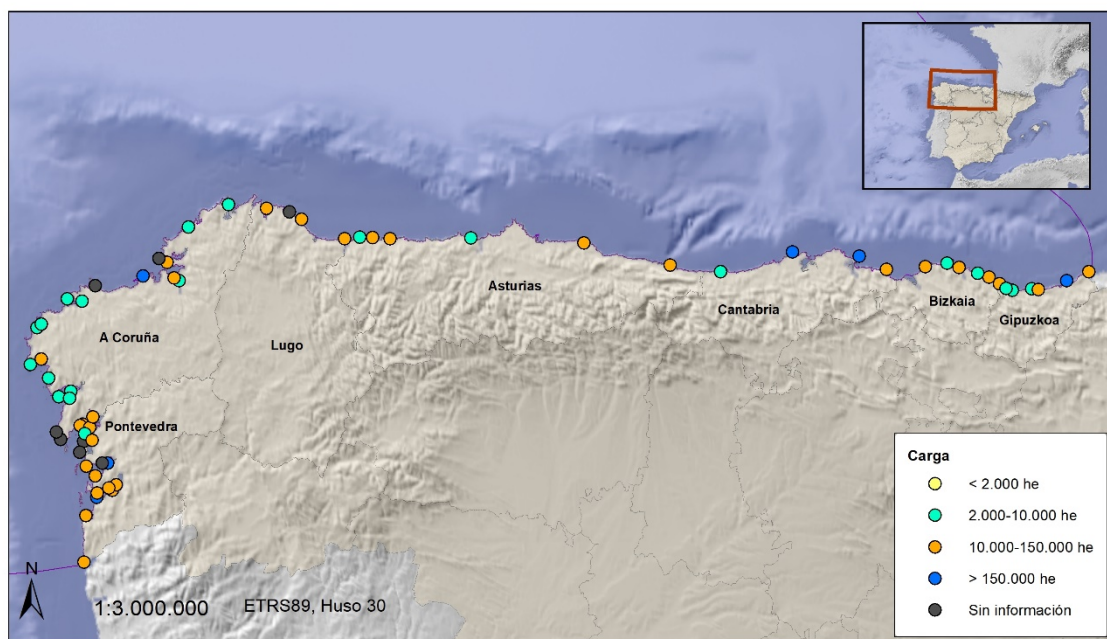 A Coruña
Lugo
Asturias
Cantabria
Bizkaia
Gipuzkoa
Pontevedra
Carga
< 2.000 he
2.000-10.000 he
10.000-150.000 he
> 150.000 he
Sin información
N
1:3.000.000
ETRS89, Huso 30